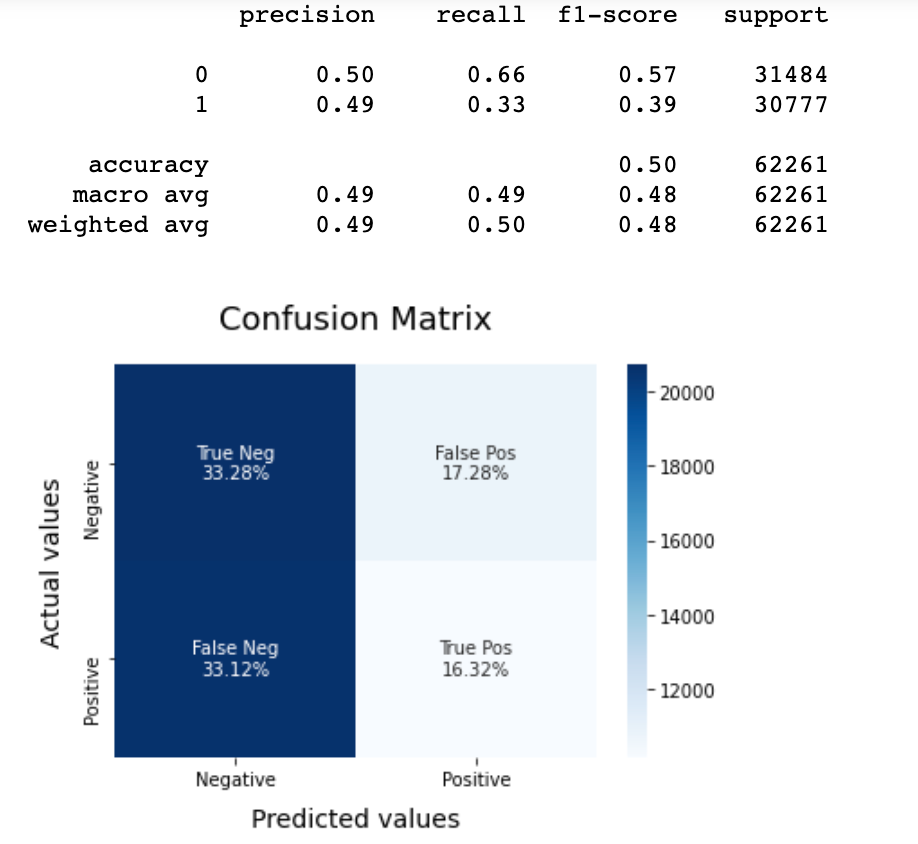 precision recall f1-score support
0 0.50 0.66 0.57 31484
1 0.49 0.33 0.39 30777
accuracy 0.50 62261
macro avg 0.49 0.49 0.48 62261
weighted avg 0.49 0.50 0.48 62261
Confusion Matrix
Actual values
Negative
Positive
True Neg
33.28%
False Pos
17.28%
False Neg
33.12%
True Pos
16.32%
20000
18000
16000
14000
12000
Negative Positive
Predicted values